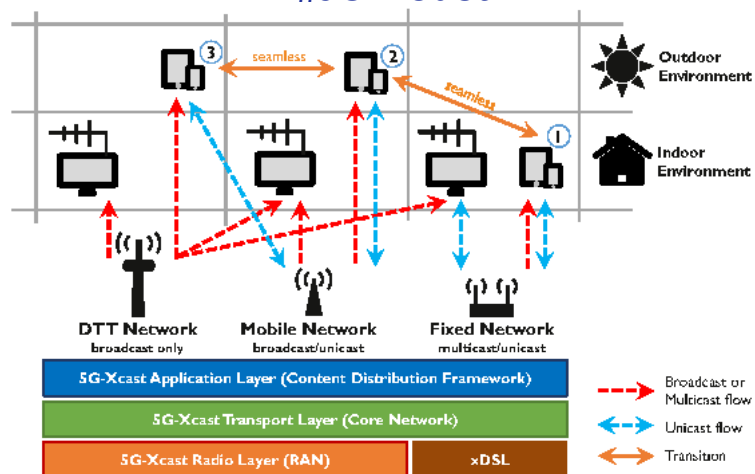 3
seamless
2
seamless
1
Outdoor
Environment
Indoor
Environment
DTT Network
broadcast only
Mobile Network
broadcast/unicast
Fixed Network
multicast/unicast
5G-Xcast Application Layer (Content Distribution Framework)
5G-Xcast Transport Layer (Core Network)
5G-Xcast Radio Layer (RAN)
xDSL
Broadcast or
Multicast flow
Unicast flow
Transition